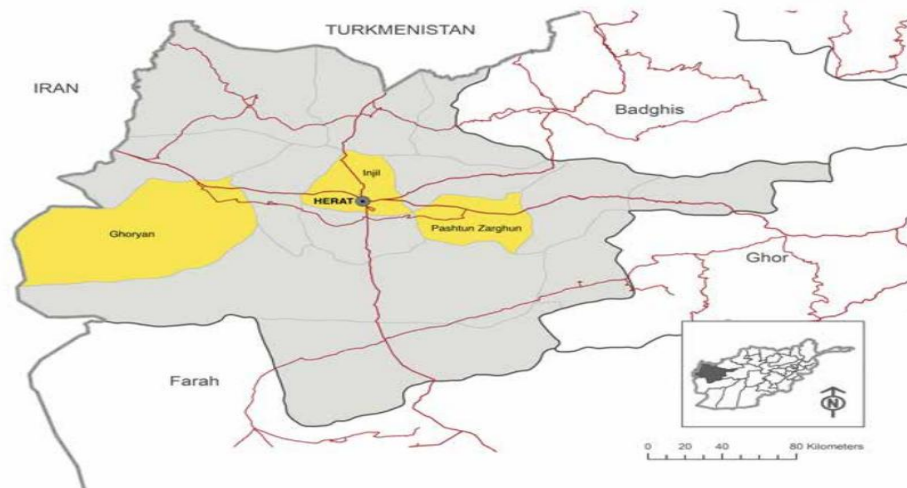 TURKMENISTAN
IRAN
Badghis
Injil
HERAT
Ghoryan
Pashtun Zarghun
Ghor
Farah
N
0 20 40 80 Kilometers